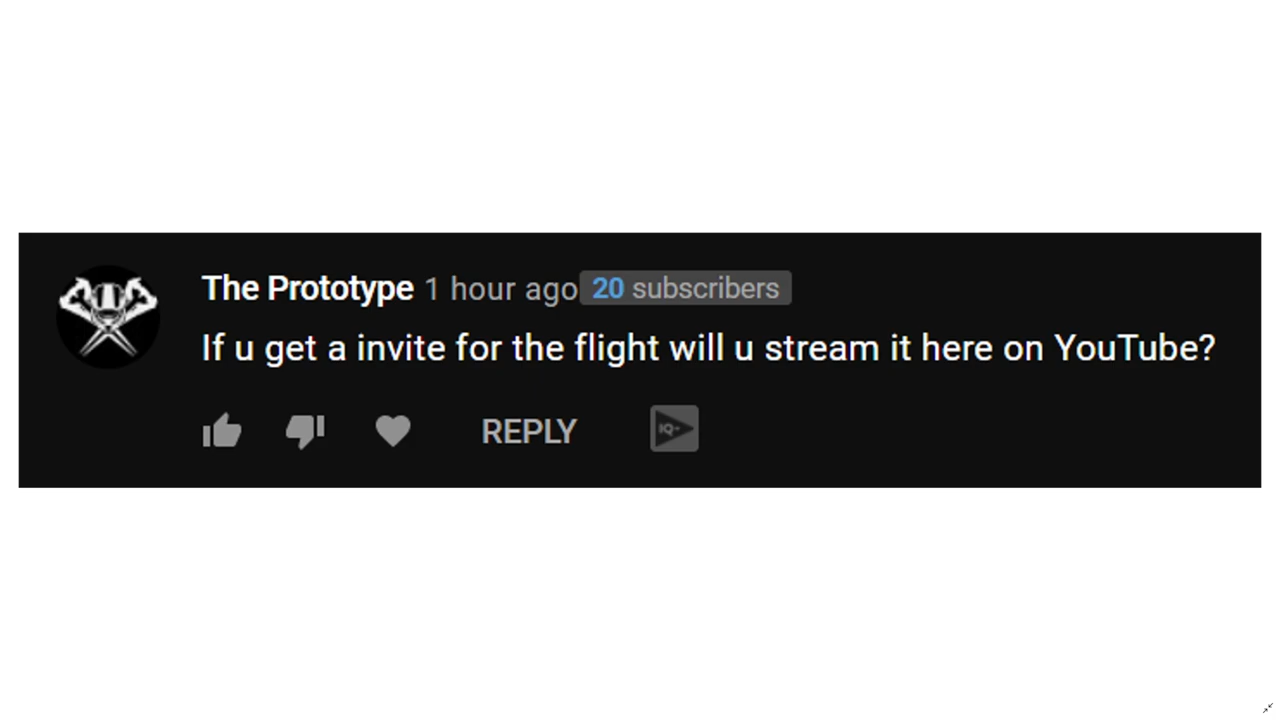 The Prototype 1 hour ago 20 subscribers
If u get a invite for the flight will u stream it here on YouTube?
REPLY IQ